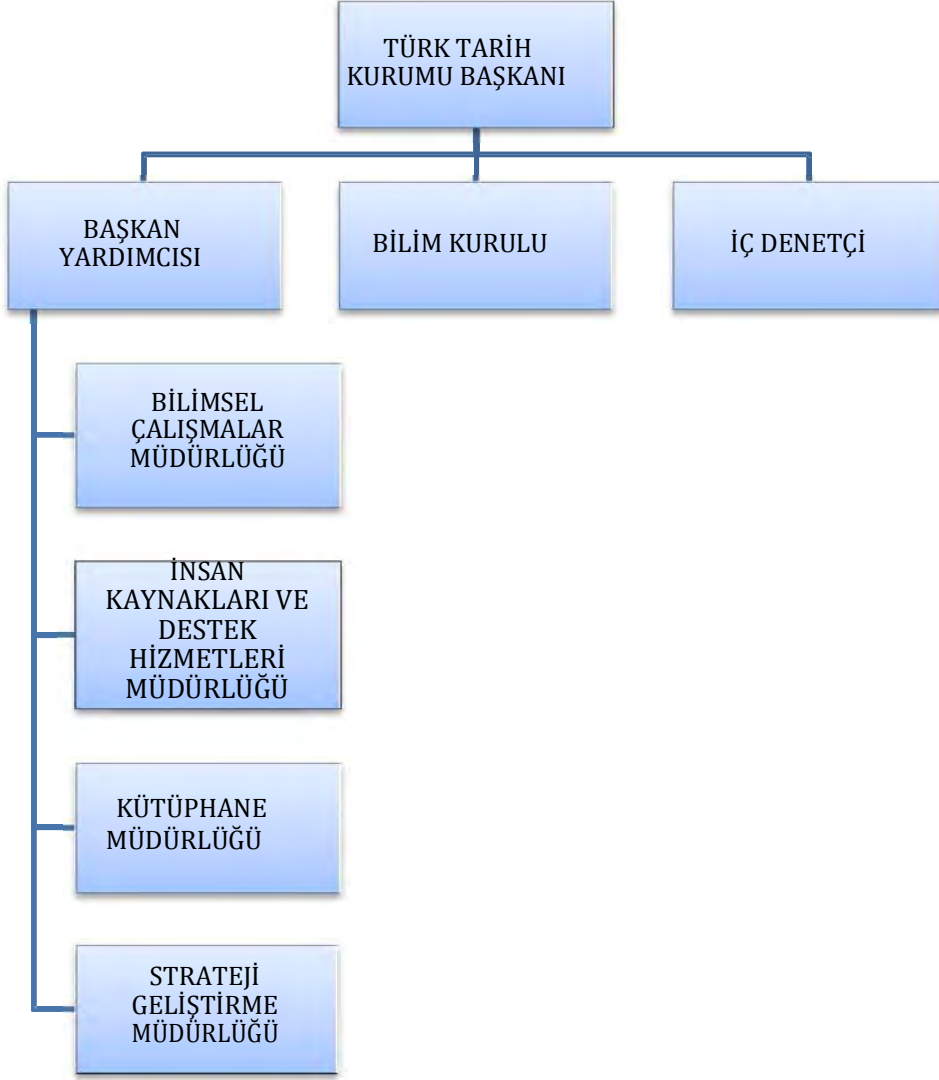 TÜRK TARİH
KURUMU BAŞKANI
BAŞKAN
YARDIMCISI
BİLİM KURULU
İÇ DENETÇİ
BİLİMSEL
ÇALIŞMALAR
MÜDÜRLÜĞÜ
İNSAN
KAYNAKLARI VE
DESTEK
HİZMETLERİ
MÜDÜRLÜĞÜ
KÜTÜPHANE
MÜDÜRLÜĞÜ
STRATEJİ
GELİŞTİRME
MÜDÜRLÜĞÜ